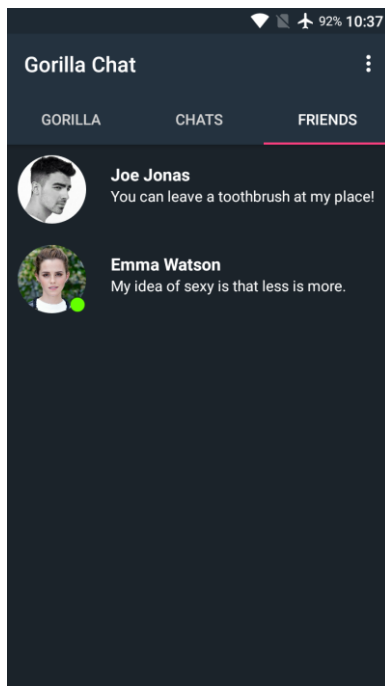 92% 10:37
Gorilla Chat
GORILLA CHATS FRIENDS
Joe Jonas
You can leave a toothbrush at my place!
Emma Watson
My idea of sexy is that less is more.